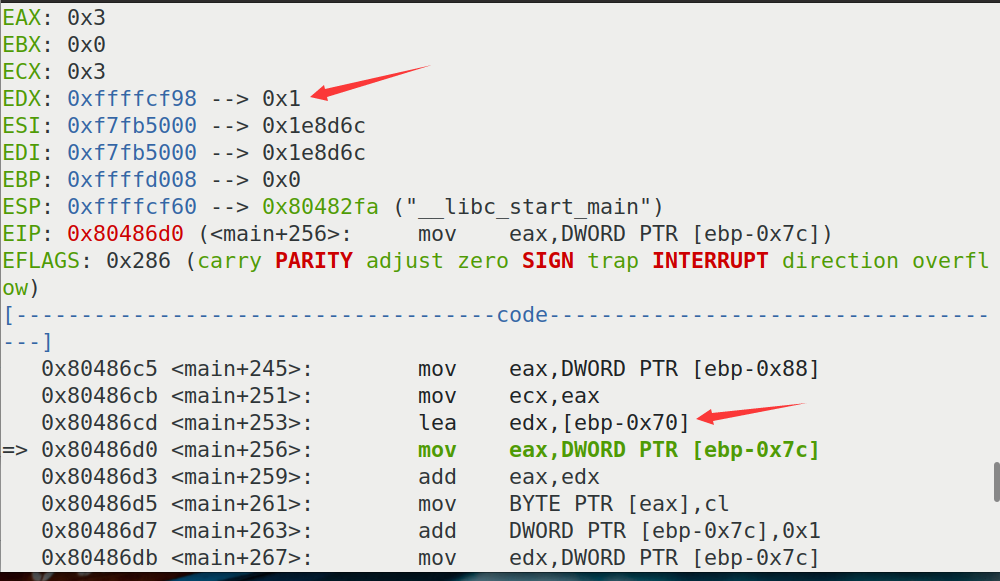 EAX: 0x3
EBX: 0x0
ECX: 0x3
EDX: 0xffffcf98 --> 0x1
ESI: 0xf7fb5000 --> 0x1e8d6c
EDI: 0xf7fb5000 --> 0x1e8d6c
EBP: 0xffffd008 --> 0x0
ESP: 0xffffcf60 --> 0x80482fa ("__libc_start_main")
EIP: 0x80486d0 (<main+256>:     mov    eax,DWORD PTR [ebp-0x7c])
EFLAGS: 0x286 (carry PARITY adjust zero SIGN trap INTERRUPT direction overfl
ow)
[-------------------------------------code----------------------------------
---]
   0x80486c5 <main+245>:        mov    eax,DWORD PTR [ebp-0x88]
   0x80486cb <main+251>:        mov    ecx,eax
   0x80486cd <main+253>:        lea    edx,[ebp-0x70]
=> 0x80486d0 <main+256>:        mov    eax,DWORD PTR [ebp-0x7c]
   0x80486d3 <main+259>:        add    eax,edx
   0x80486d5 <main+261>:        mov    BYTE PTR [eax],cl
   0x80486d7 <main+263>:        add    DWORD PTR [ebp-0x7c],0x1
   0x80486db <main+267>:        mov    edx,DWORD PTR [ebp-0x7c]